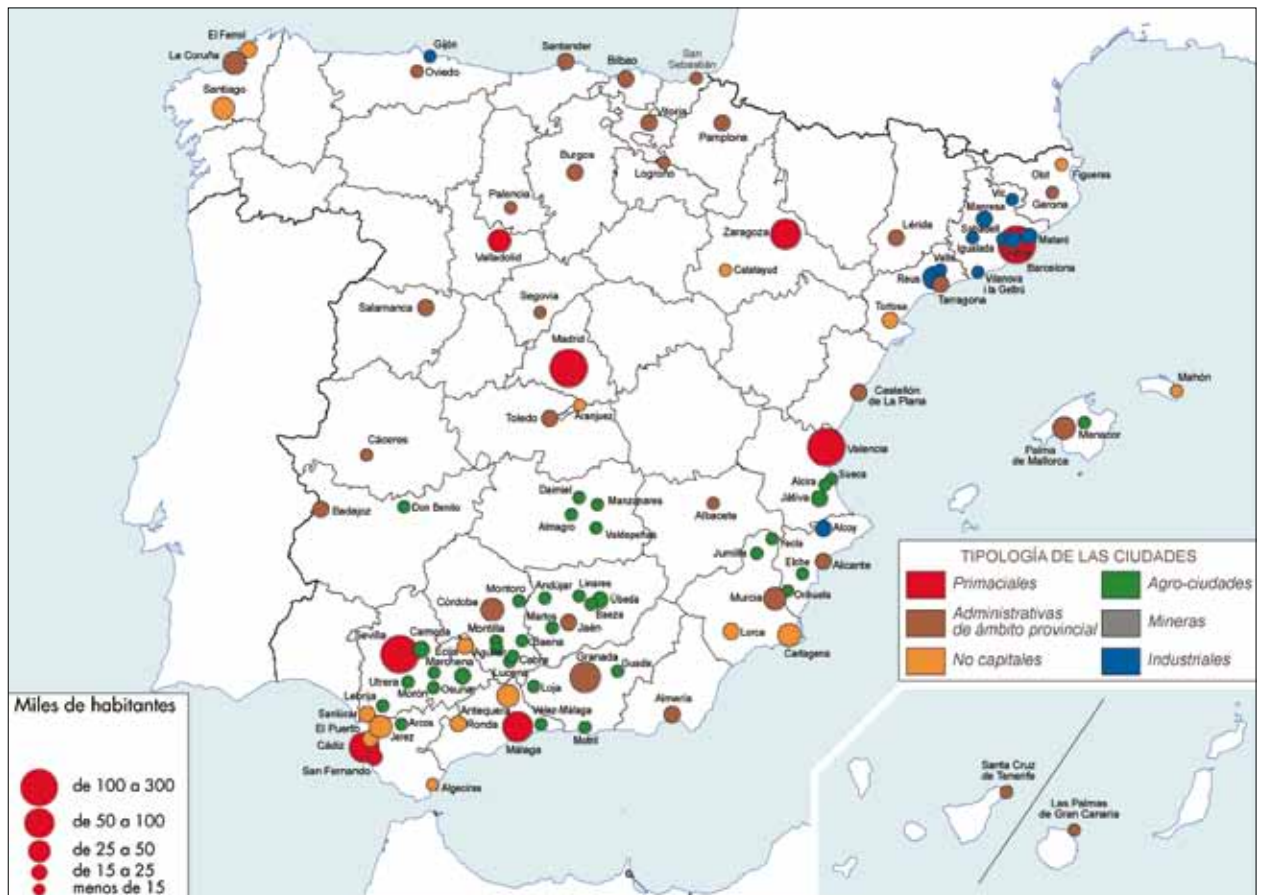 El Ferrol
La Coruña
Santiago
Gijón
Oviedo
Santander
Bilbao
San
Sebastián
Vitoria
Pamplona
Burgos
Logroño
Palencia
Valladolid
Zaragoza
Calatayud
Lérida
Olot
Figueras
Gerona
Vic
Manresa
Sabadell
Igualada
Mataró
Barcelona
Valls
Reus
Vilanova
i la Geltrú
Tarragona
Tortosa
Salamanca
Segovia
Madrid
Toledo
Aranjuez
Castellón
de La Plana
Mahón
Manacor
Palma
de Mallorca
Cáceres
Valencia
Sueca
Alcira
Játiva
Badajoz
Don Benito
Daimiel
Manzanares
Almagro
Valdepeñas
Albacete
Alcoy
Yecla
Jumilla
Elche
Alicante
Orihuela
Murcia
Lorca
Cartagena
Montoro
Andújar
Linares
Úbeda
Baeza
Córdoba
Martos
Jaén
Montilla
Baena
Sevilla
Carmona
Ecija
Aguilar
Cabra
Marchena
Lucena
Granada
Guadix
Utrera
Morón
Osuna
Loja
Almería
Lebrija
Antequera
Vélez-Málaga
Sanlúcar
El Puerto
Arcos
Ronda
Motril
Cádiz
Jerez
Málaga
San Fernando
Algeciras
TIPOLOGÍA DE LAS CIUDADES
Primaciales
Agro-ciudades
Administrativas
de ámbito provincial
Mineras
No capitales
Industriales
Miles de habitantes
de 100 a 300
de 50 a 100
de 25 a 50
de 15 a 25
menos de 15
Santa Cruz
de Tenerife
Las Palmas
de Gran Canaria